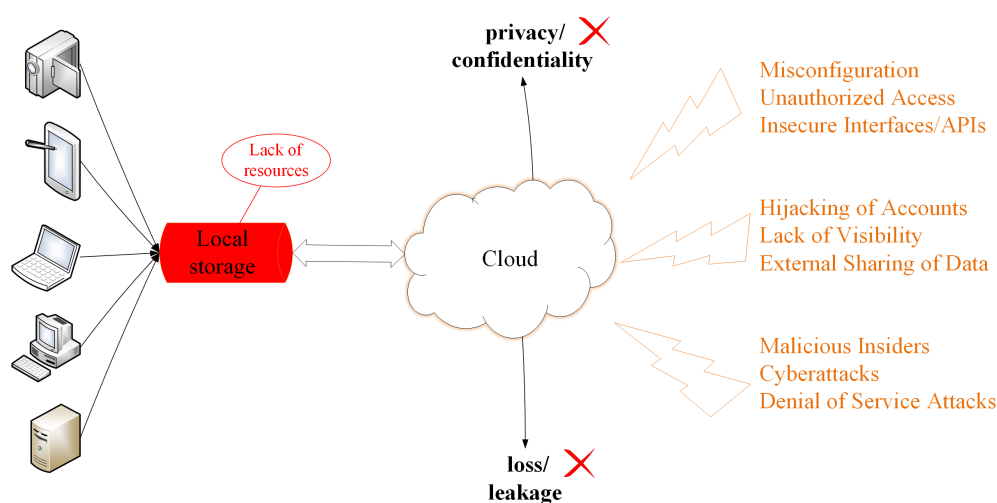 privacy/
confidentiality
Misconfiguration
Unauthorized Access
Insecure Interfaces/APIs
Lack of
resources
Local
storage
Cloud
Hijacking of Accounts
Lack of Visibility
External Sharing of Data
Malicious Insiders
Cyberattacks
Denial of Service Attacks
loss/
leakage